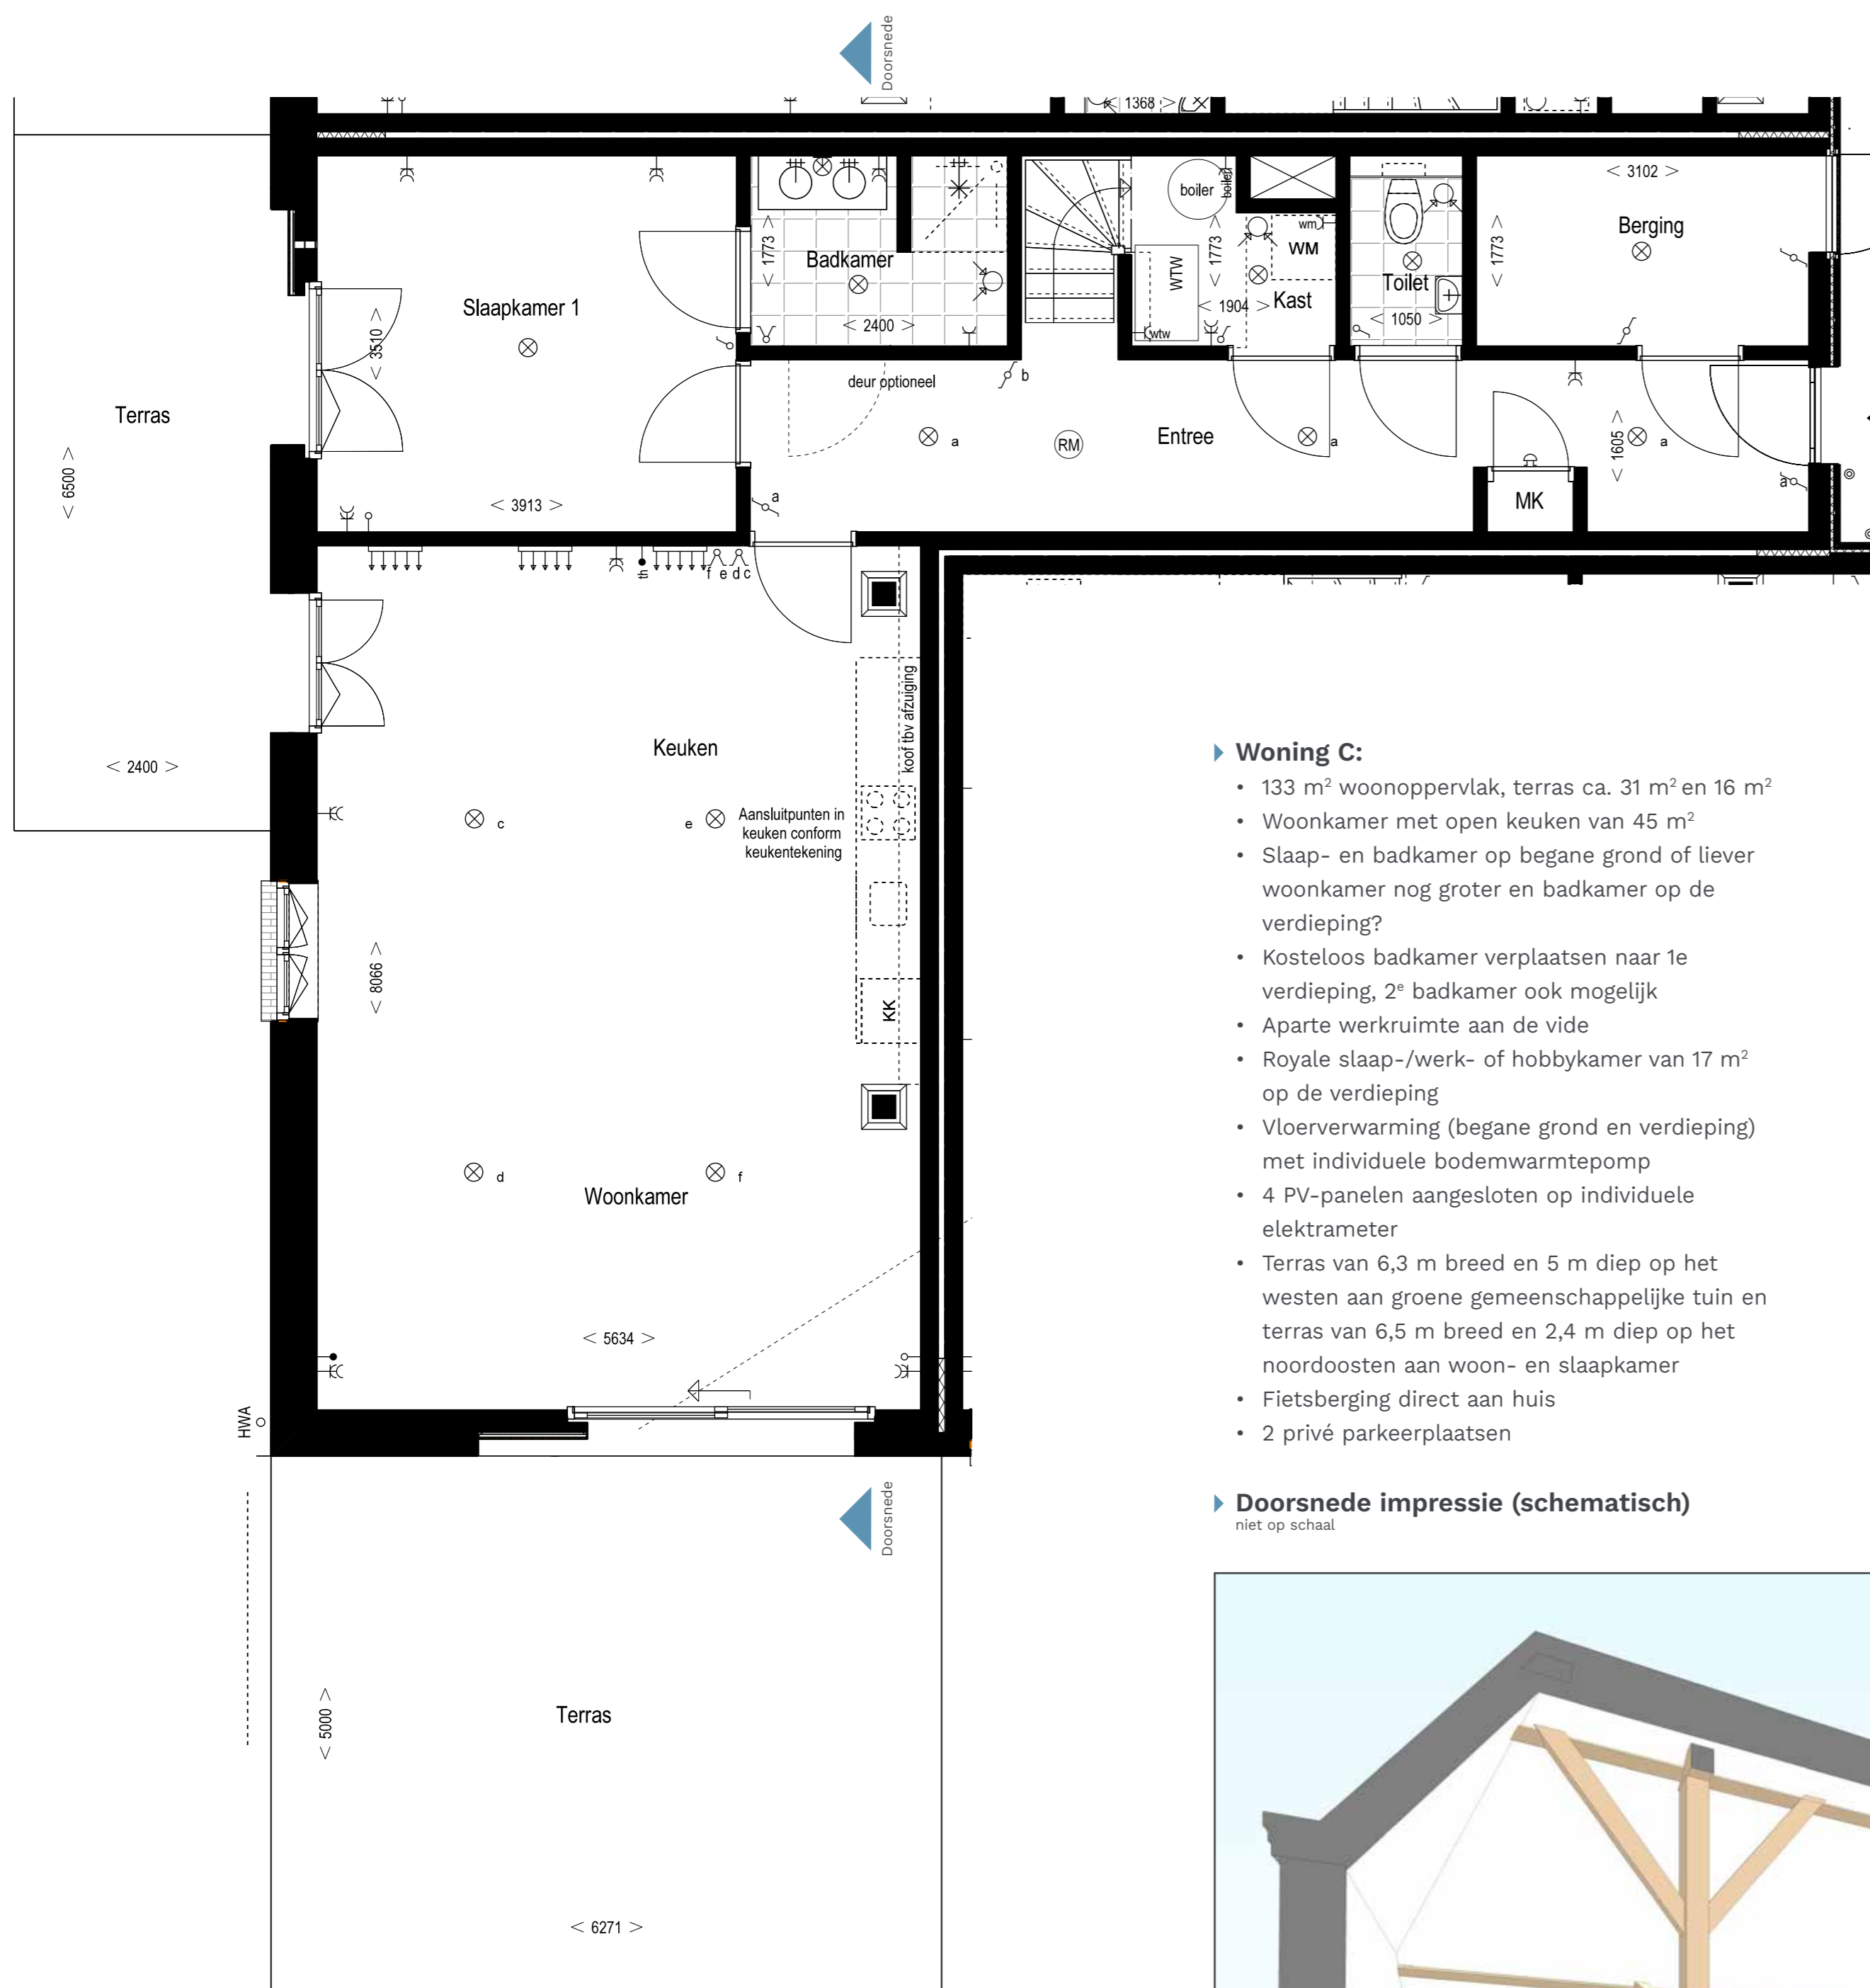 Doorsnede
< 1368 >
boiler
boiler
< 3102 >
Berging
< 1773 >
Badkamer
< 1773 >
wm
WM
WTW
< 1773 >
Toilet
Kast
< 1904 >
< 1050 >
< 2400 >
wtw
Slaapkamer 1
< 3510 >
deur optioneel
b
Terras
Entree
a
a
a
RM
< 1605 >
< 6500 >
< 3913 >
a
MK
a
th
f e d c
koof tbv afzuiging
Keuken
< 2400 >
Aansluitpunten in
keuken conform
keukentekening
c
e
< 8066 >
KK
d
f
Woonkamer
< 5634 >
HWA
Doorsnede
Terras
< 5000 >
< 6271 >
Woning C:
• 133 m² woonoppervlak, terras ca. 31 m² en 16 m²
• Woonkamer met open keuken van 45 m²
• Slaap- en badkamer op begane grond of liever
woonkamer nog groter en badkamer op de
verdieping?
• Kosteloos badkamer verplaatsen naar 1e
verdieping, 2ᵉ badkamer ook mogelijk
• Aparte werkruimte aan de vide
• Royale slaap-/werk- of hobbykamer van 17 m²
op de verdieping
• Vloerverwarming (begane grond en verdieping)
met individuele bodemwarmtepomp
• 4 PV-panelen aangesloten op individuele
elektrameter
• Terras van 6,3 m breed en 5 m diep op het
westen aan groene gemeenschappelijke tuin en
terras van 6,5 m breed en 2,4 m diep op het
noordoosten aan woon- en slaapkamer
• Fietsberging direct aan huis
• 2 privé parkeerplaatsen
Doorsnede impressie (schematisch)
niet op schaal